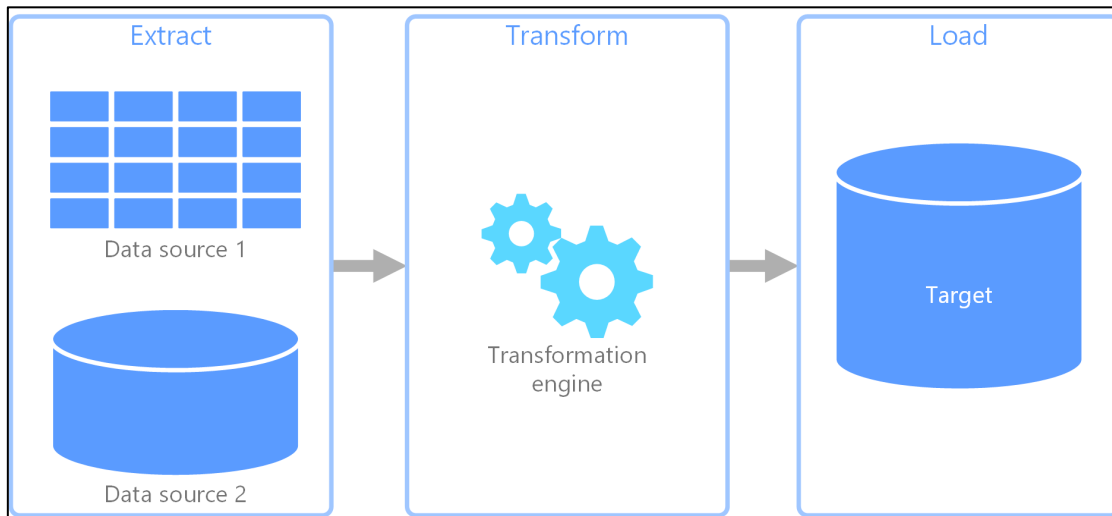 Extract
Data source 1
Data source 2
Transform
Transformation
engine
Load
Target